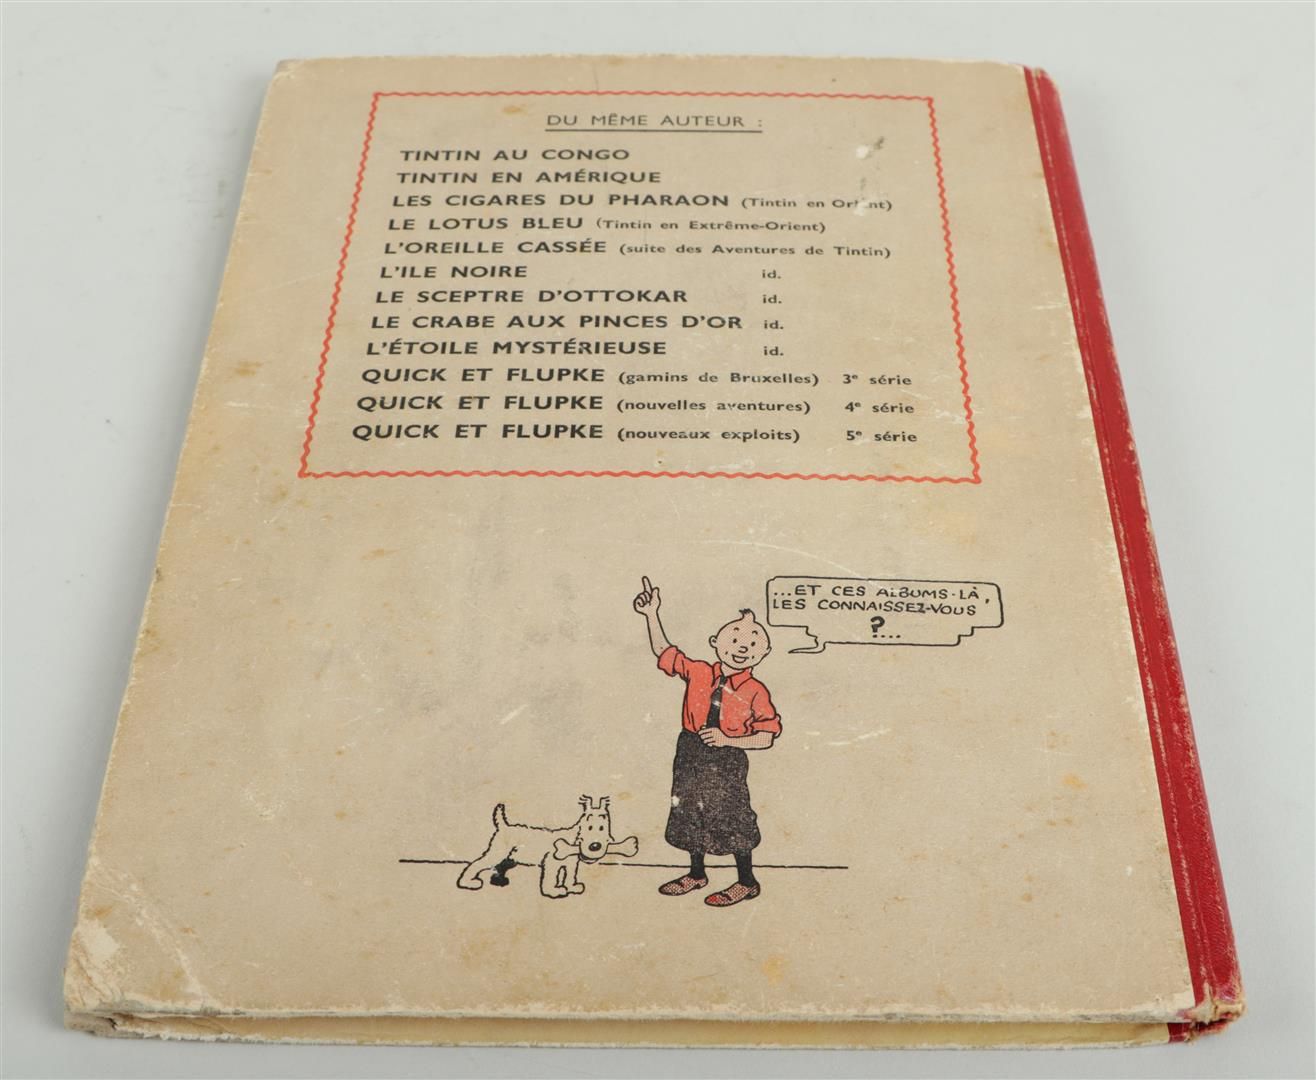 DU MÊME AUTEUR :
TINTIN AU CONGO
TINTIN EN AMÉRIQUE
LES CIGARES DU PHARAON (Tintin en Orient)
LE LOTUS BLEU (Tintin en Extrême-Orient)
L'OREILLE CASSÉE (suite des Aventures de Tintin)
L'ILE NOIRE id.
LE SCEPTRE D'OTTOKAR id.
LE CRABE AUX PINCES D'OR id.
L'ÉTOILE MYSTÉRIEUSE id.
QUICK ET FLUPKE (gamins de Bruxelles) 3e série
QUICK ET FLUPKE (nouvelles aventures) 4e série
QUICK ET FLUPKE (nouveaux exploits) 5e série
...ET CES ALBUMS-LÀ,
LES CONNAISSEZ-VOUS
?....